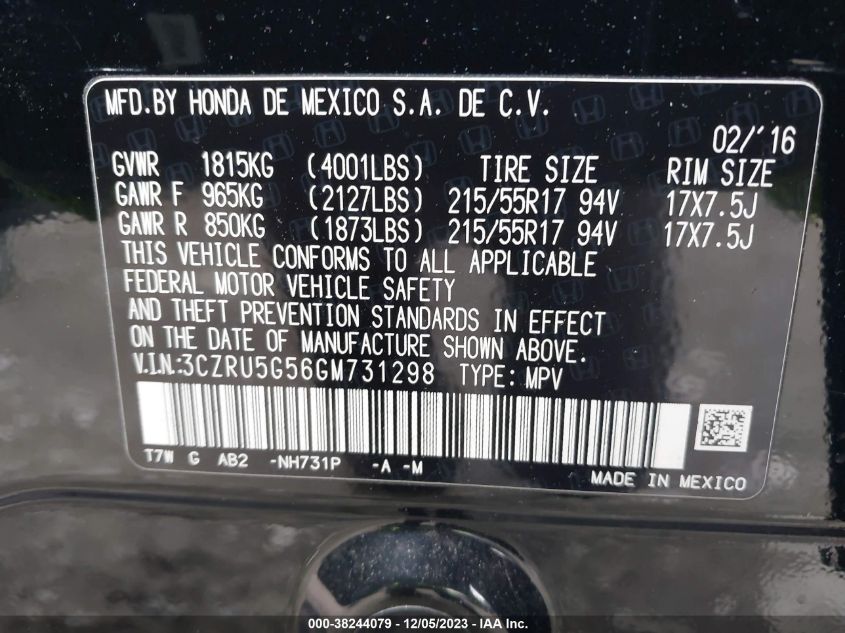 MFD.BY HONDA DE MEXICO S.A. DE C.V.
02/'16
GVWR 1815KG (4001LBS) TIRE SIZE RIM SIZE
GAWR F 965KG (2127LBS) 215/55R17 94V 17X7.5J
GAWR R 850KG (1873LBS) 215/55R17 94V 17X7.5J
THIS VEHICLE CONFORMS TO ALL APPLICABLE
FEDERAL MOTOR VEHICLE SAFETY
AND THEFT PREVENTION STANDARDS IN EFFECT
ON THE DATE OF MANUFACTURE SHOWN ABOVE.
V.I.N.:3CZRU5G56GM731298 TYPE: MPV
T7W G AB2 -NH731P -A -M
MADE IN MEXICO
000-38244079 - 12/05/2023 - IAA Inc.